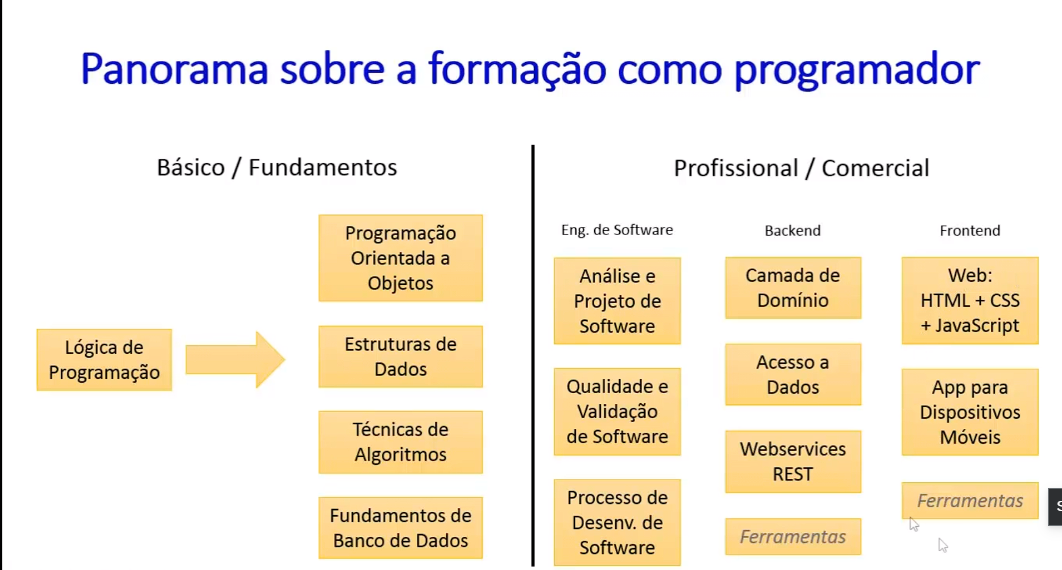 Panorama sobre a formação como programador
Básico / Fundamentos
Lógica de
Programação
Programação
Orientada a
Objetos
Estruturas de
Dados
Técnicas de
Algoritmos
Fundamentos de
Banco de Dados
Profissional / Comercial
Eng. de Software
Análise e
Projeto de
Software
Qualidade e
Validação
de Software
Processo de
Desenv. de
Software
Backend
Camada de
Domínio
Acesso a
Dados
Webservices
REST
Ferramentas
Frontend
Web:
HTML + CSS
+ JavaScript
App para
Dispositivos
Móveis
Ferramentas